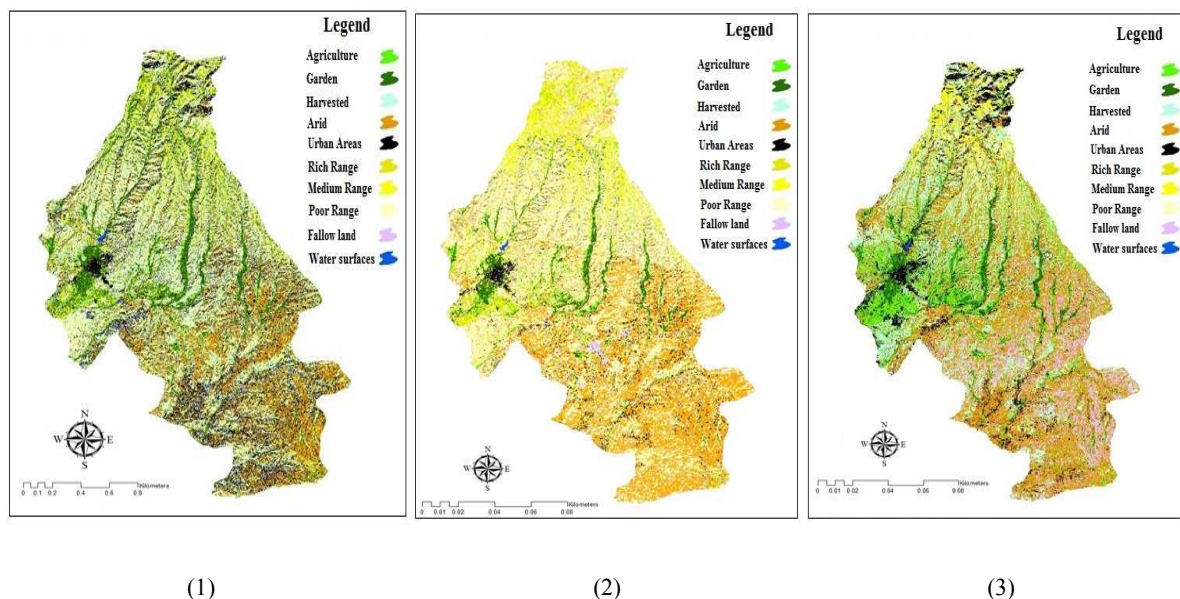 Legend
Agriculture
Garden
Harvested
Arid
Urban Areas
Rich Range
Medium Range
Poor Range
Fallow land
Water surfaces
N
W E
S
0 0.1 0.2 0.4 0.6 0.8
Kilometers
Legend
Agriculture
Garden
Harvested
Arid
Urban Areas
Rich Range
Medium Range
Poor Range
Fallow land
Water surfaces
N
W E
S
0 0.01 0.02 0.04 0.06 0.08
Kilometers
Legend
Agriculture
Garden
Harvested
Arid
Urban Areas
Rich Range
Medium Range
Poor Range
Fallow land
Water surfaces
N
W E
S
0 0.01 0.02 0.04 0.06 0.08
Kilometers
(1) (2) (3)